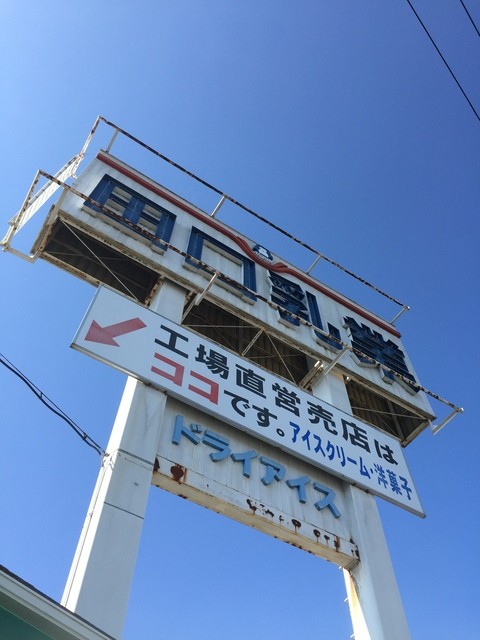 田口乳業
工場直営売店は
ココです。アイスクリーム・洋菓子
ドライアイス